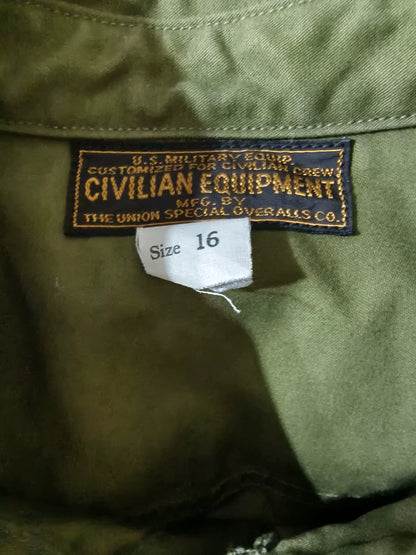 U.S. MILITARY EQUIP.
CUSTOMIZED FOR CIVILIAN CREW
CIVILIAN EQUIPMENT
MFG. BY
THE UNION SPECIAL OVERALLS CO.
Size 16